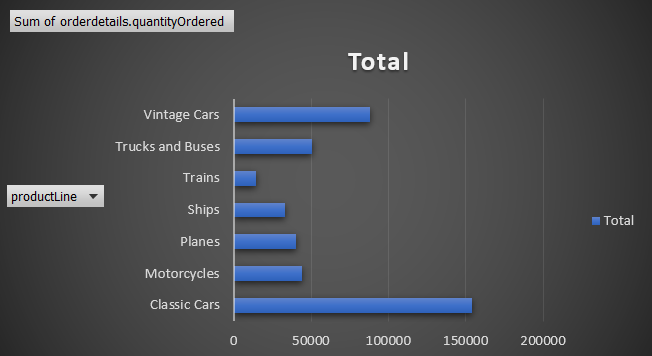 Sum of orderdetails.quantityOrdered
Total
Vintage Cars
Trucks and Buses
Trains
productLine
Ships
Total
Planes
Motorcycles
Classic Cars
0 50000 100000 150000 200000